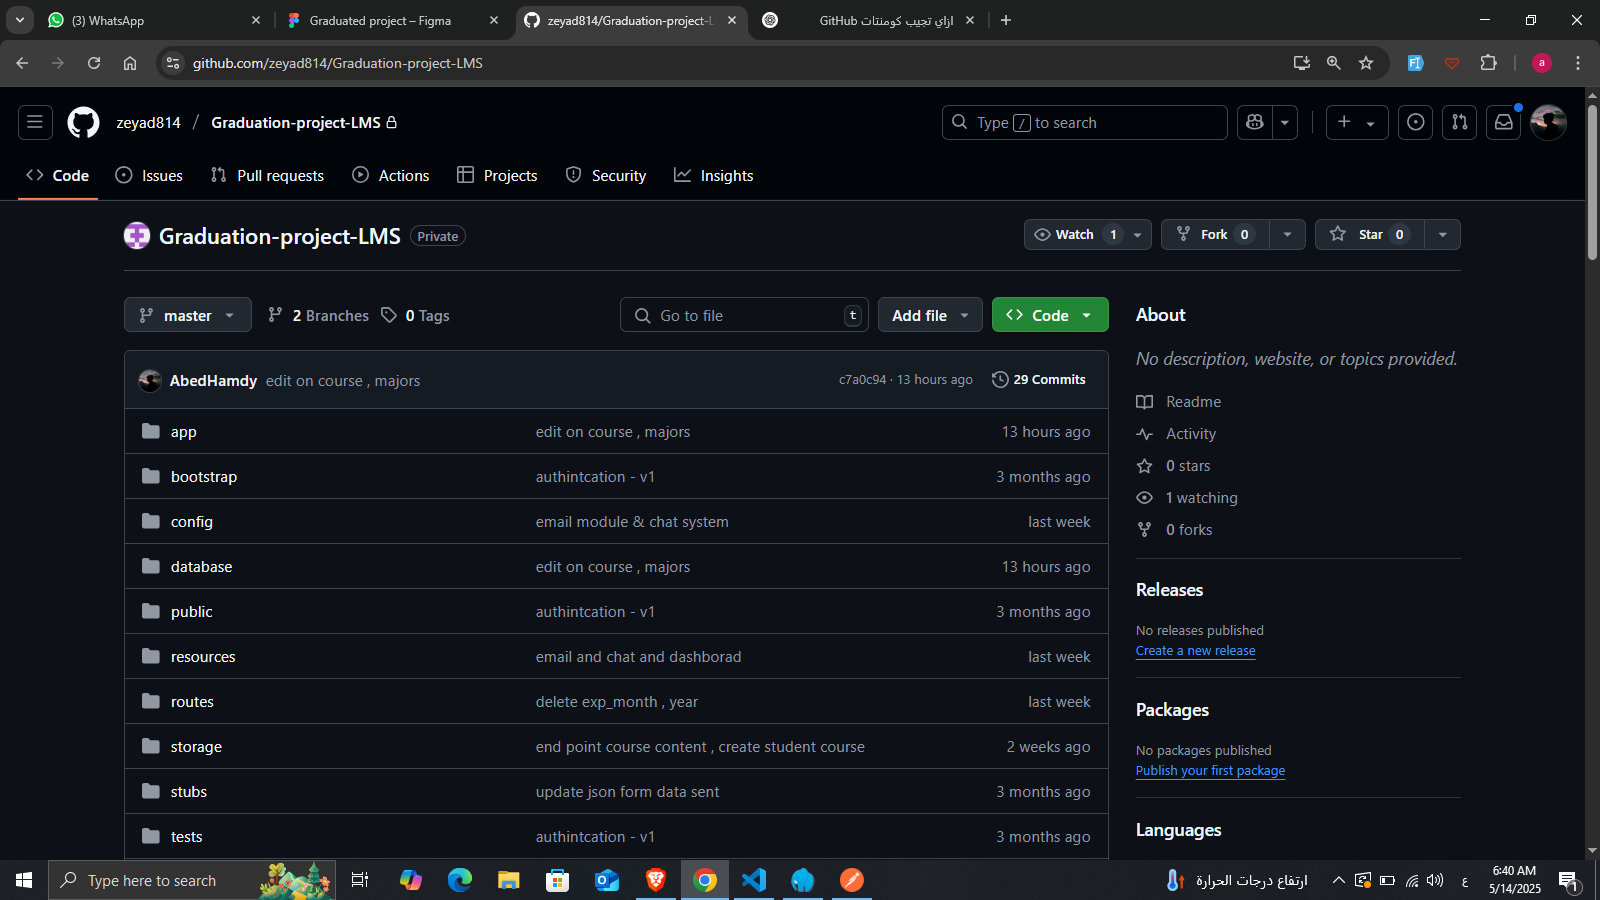 (3) WhatsApp
Graduated project – Figma
zeyad814/Graduation-project-L
ازاي تجيب كومنتات GitHub
github.com/zeyad814/Graduation-project-LMS
a
zeyad814 / Graduation-project-LMS
Type / to search
Code
Issues
Pull requests
Actions
Projects
Security
Insights
Graduation-project-LMS Private
Watch 1
Fork 0
Star 0
master
2 Branches
0 Tags
Go to file t
Add file
Code
AbedHamdy edit on course , majors c7a0c94 · 13 hours ago 29 Commits
app edit on course , majors 13 hours ago
bootstrap authintcation - v1 3 months ago
config email module & chat system last week
database edit on course , majors 13 hours ago
public authintcation - v1 3 months ago
resources email and chat and dashborad last week
routes delete exp_month , year last week
storage end point course content , create student course 2 weeks ago
stubs update json form data sent 3 months ago
tests authintcation - v1 3 months ago
About
No description, website, or topics provided.
Readme
Activity
0 stars
1 watching
0 forks
Releases
No releases published
Create a new release
Packages
No packages published
Publish your first package
Languages
Type here to search
ارتفاع درجات الحرارة
ع
6:40 AM
5/14/2025
1